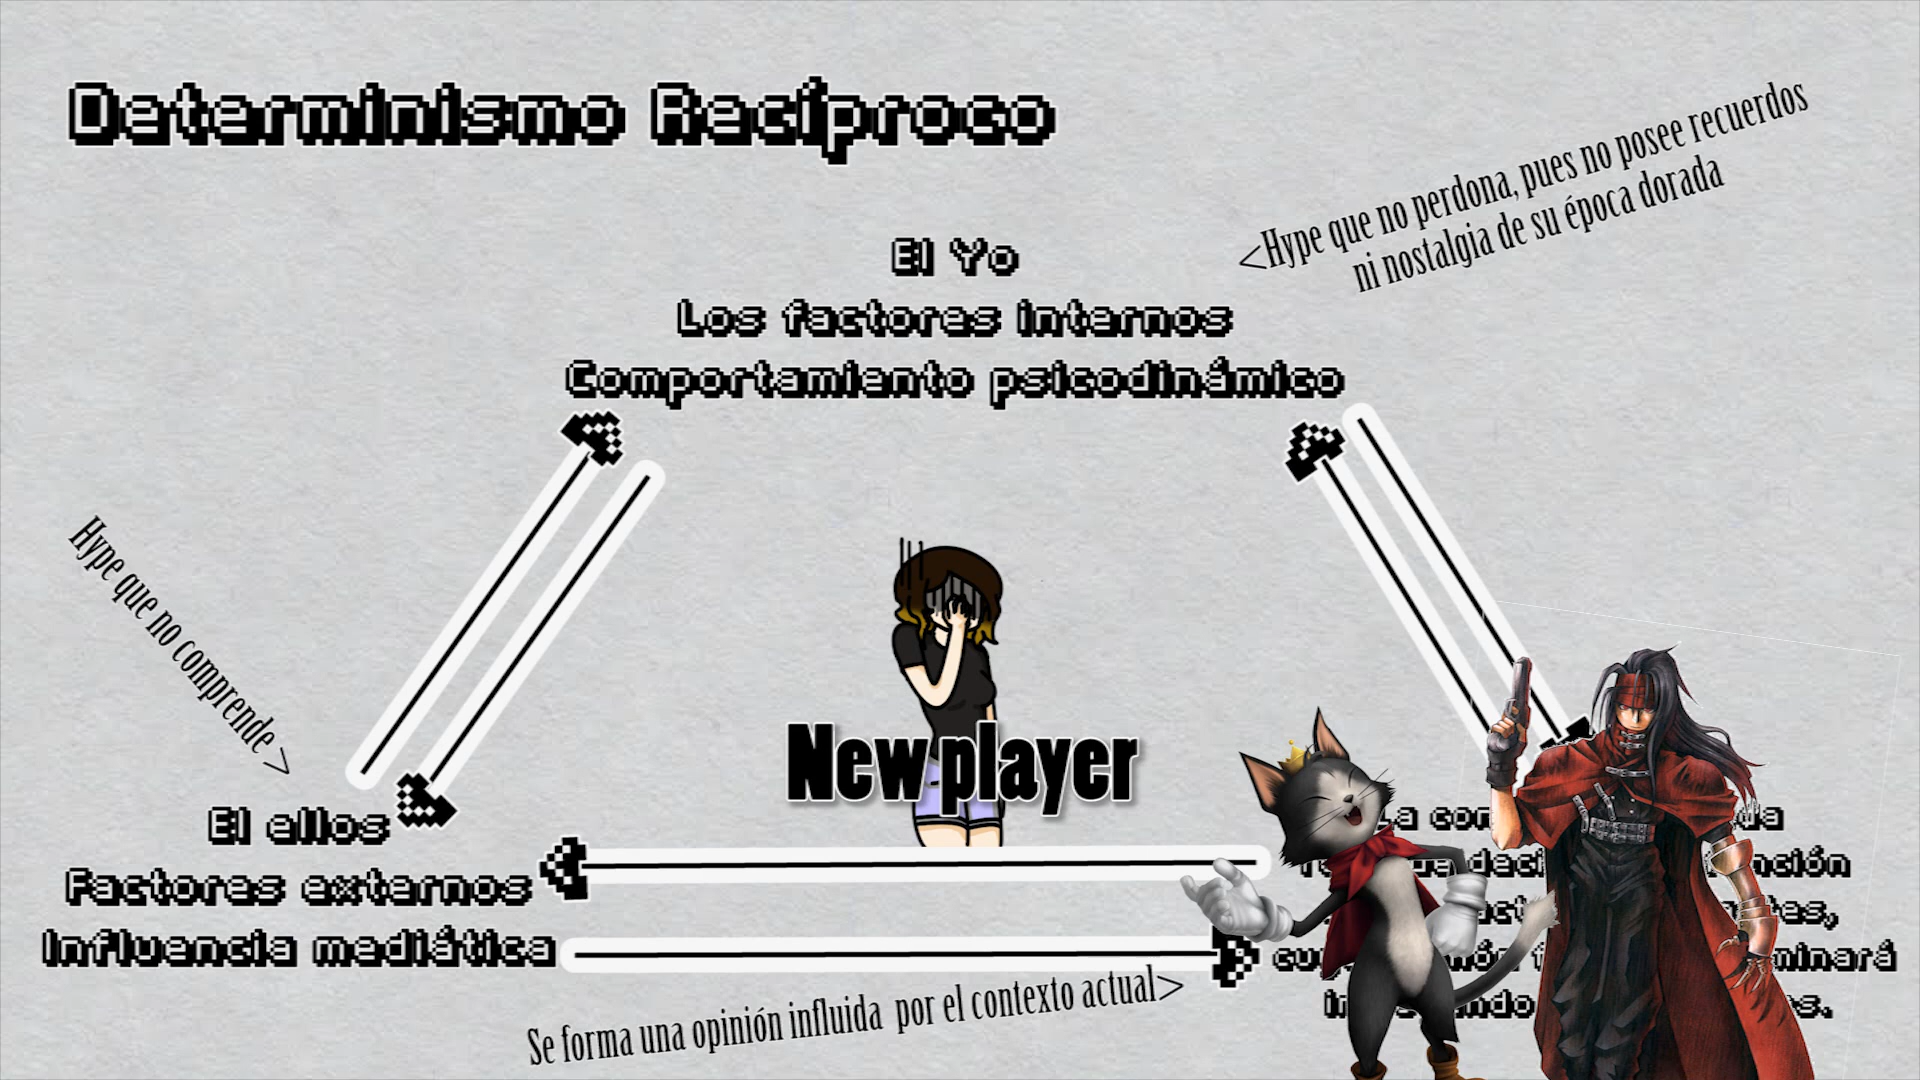 Determinismo Recíproco
<Hype que no perdona, pues no posee recuerdos
ni nostalgia de su época dorada
El Yo
Los factores internos
Comportamiento psicodinámico
Hype que no comprende >
New player
El ellos
Factores externos
Influencia mediática
La
Se forma una opinión influida por el contexto actual>